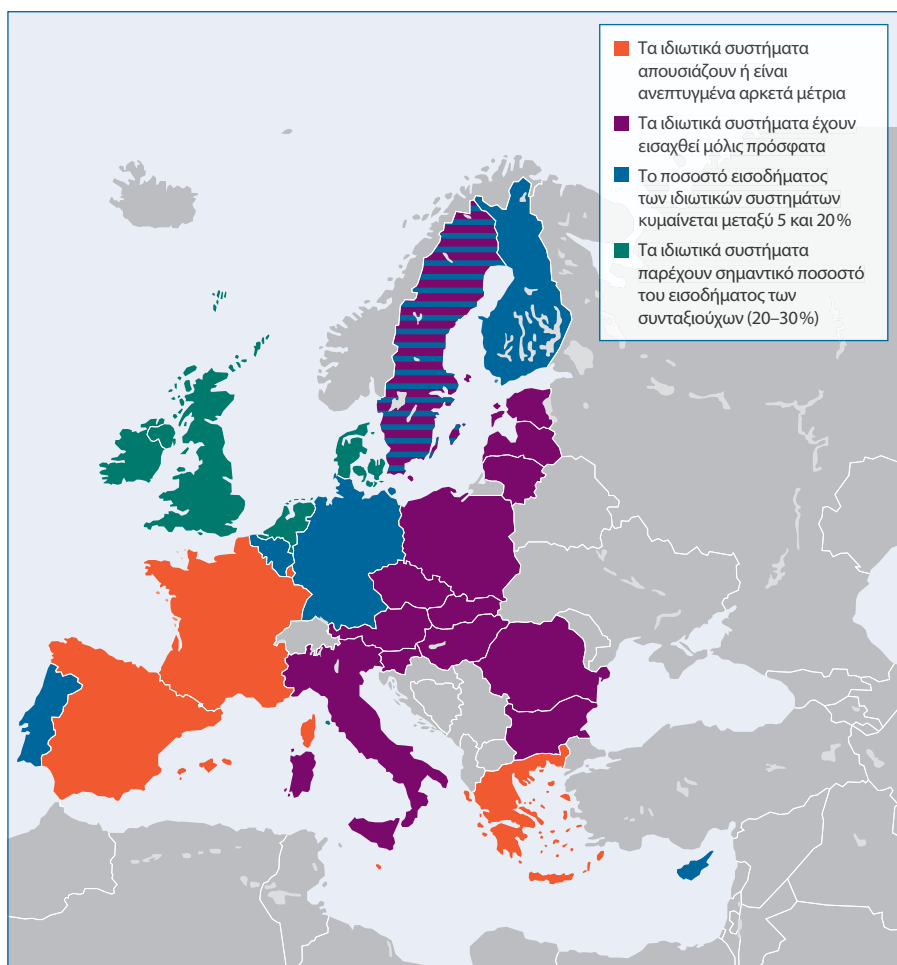 Τα ιδιωτικά συστήματα
απουσιάζουν ή είναι
ανεπτυγμένα αρκετά μέτρια
Τα ιδιωτικά συστήματα έχουν
εισαχθεί μόλις πρόσφατα
Το ποσοστό εισοδήματος
των ιδιωτικών συστημάτων
κυμαίνεται μεταξύ 5 και 20 %
Τα ιδιωτικά συστήματα
παρέχουν σημαντικό ποσοστό
του εισοδήματος των
συνταξιούχων (20–30 %)